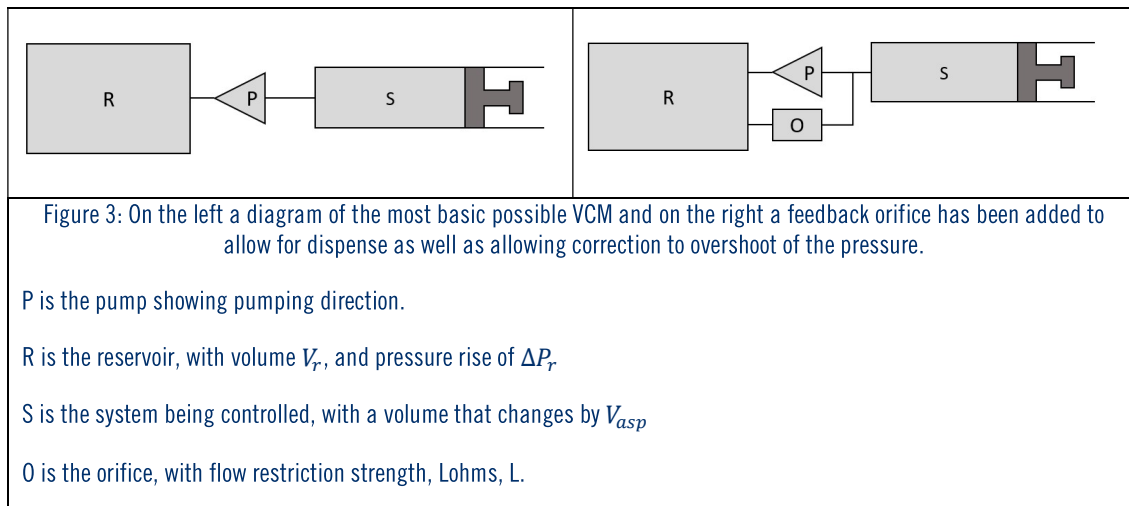 R
P
S
R
P
S
O
Figure 3: On the left a diagram of the most basic possible VCM and on the right a feedback orifice has been added to
allow for dispense as well as allowing correction to overshoot of the pressure.
P is the pump showing pumping direction.
R is the reservoir, with volume V_r, and pressure rise of ΔP_r
S is the system being controlled, with a volume that changes by V_asp
O is the orifice, with flow restriction strength, Lohms, L.